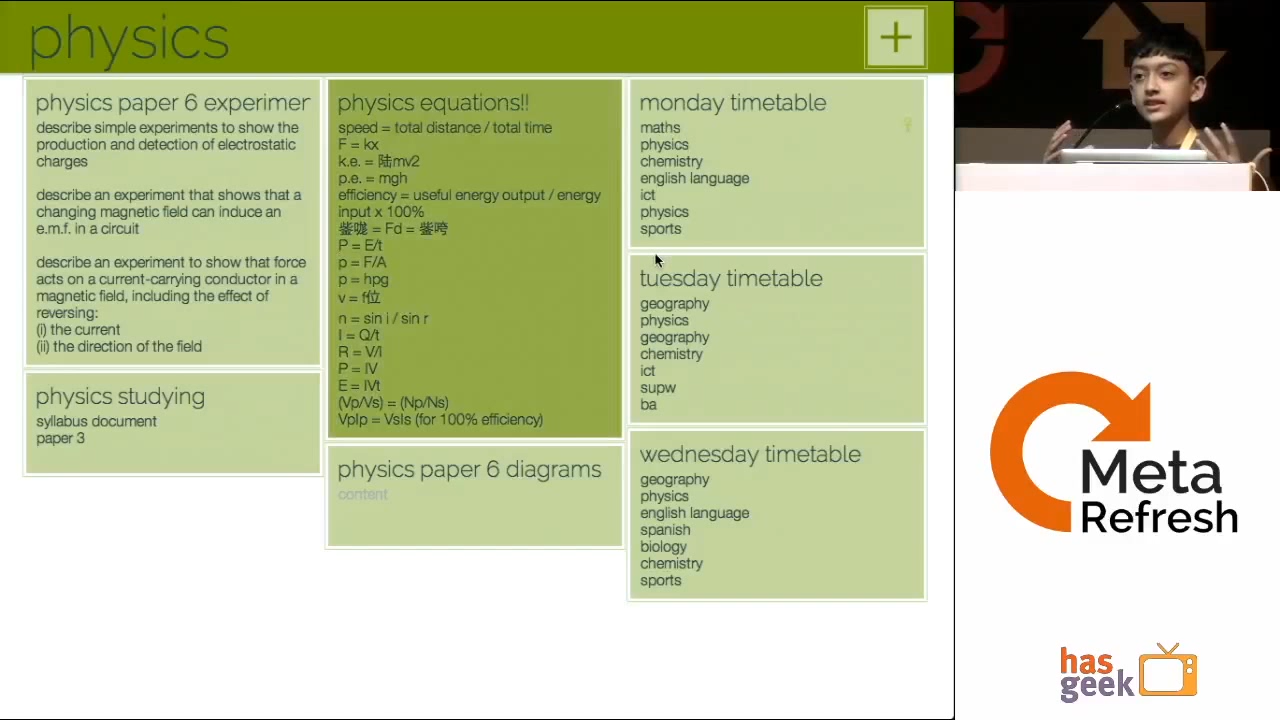 physics
+
physics paper 6 experimer
describe simple experiments to show the
production and detection of electrostatic
charges
describe an experiment that shows that a
changing magnetic field can induce an
e.m.f. in a circuit
describe an experiment to show that force
acts on a current-carrying conductor in a
magnetic field, including the effect of
reversing:
(i) the current
(ii) the direction of the field
physics studying
syllabus document
paper 3
physics equations!!
speed = total distance / total time
F = kx
k.e. = 陆mv2
p.e. = mgh
efficiency = useful energy output / energy
input x 100%
= Fd =
P = E/t
p = F/A
p = hpg
v = f位
n = sin i / sin r
I = Q/t
R = V/I
P = IV
E = IVt
(Vp/Vs) = (Np/Ns)
VpIp = VsIs (for 100% efficiency)
physics paper 6 diagrams
content
monday timetable
maths
physics
chemistry
english language
ict
physics
sports
tuesday timetable
geography
physics
geography
chemistry
ict
supw
ba
wednesday timetable
geography
physics
english language
spanish
biology
chemistry
sports
Meta
Refresh
has
geek